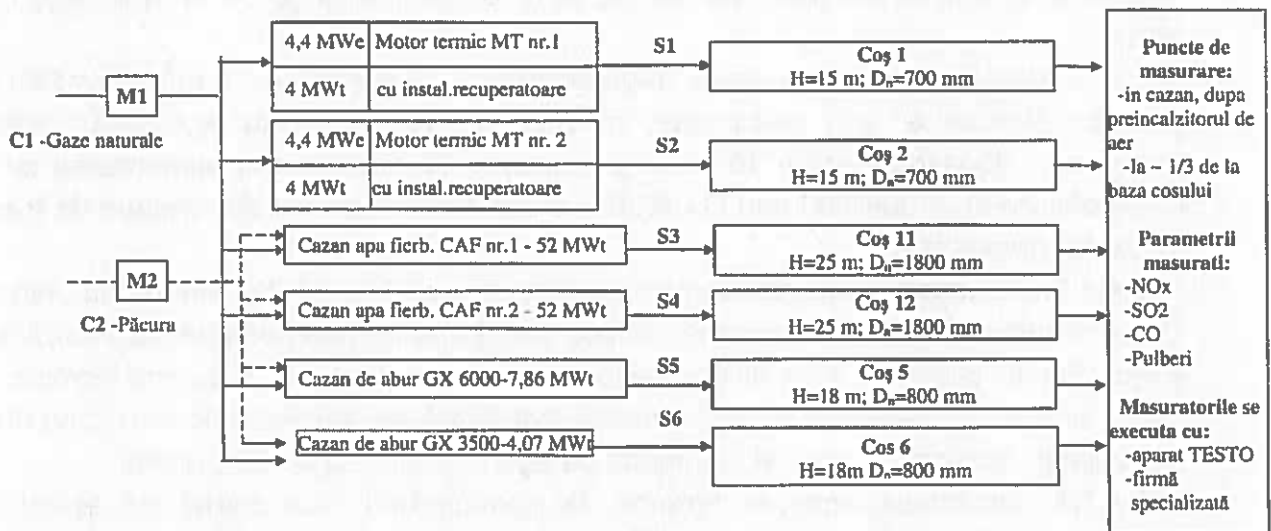 4,4 MWe Motor termic MT nr.1
4 MWt cu instal.recuperatoare
S1
Coş 1
H=15 m; Dₙ=700 mm
M1
C1 -Gaze naturale
4,4 MWe Motor termic MT nr. 2
4 MWt cu instal.recuperatoare
S2
Coş 2
H=15 m; Dₙ=700 mm
Cazan apa fierb. CAF nr.1 - 52 MWt
S3
Coş 11
H=25 m; Dₙ=1800 mm
M2
C2 -Păcura
Cazan apa fierb. CAF nr.2 - 52 MWt
S4
Coş 12
H=25 m; Dₙ=1800 mm
Cazan de abur GX 6000-7,86 MWt
S5
Coş 5
H=18 m; Dₙ=800 mm
Cazan de abur GX 3500-4,07 MWt
S6
Cos 6
H=18m Dₙ=800 mm
Puncte de
masurare:
-in cazan, dupa
preincalzitorul de
aer
-la 1/3 de la
baza cosului
Parametrii
masurati:
-NOx
-SO2
-CO
-Pulberi
Masuratorile se
executa cu:
-aparat TESTO
-firmă
specializată